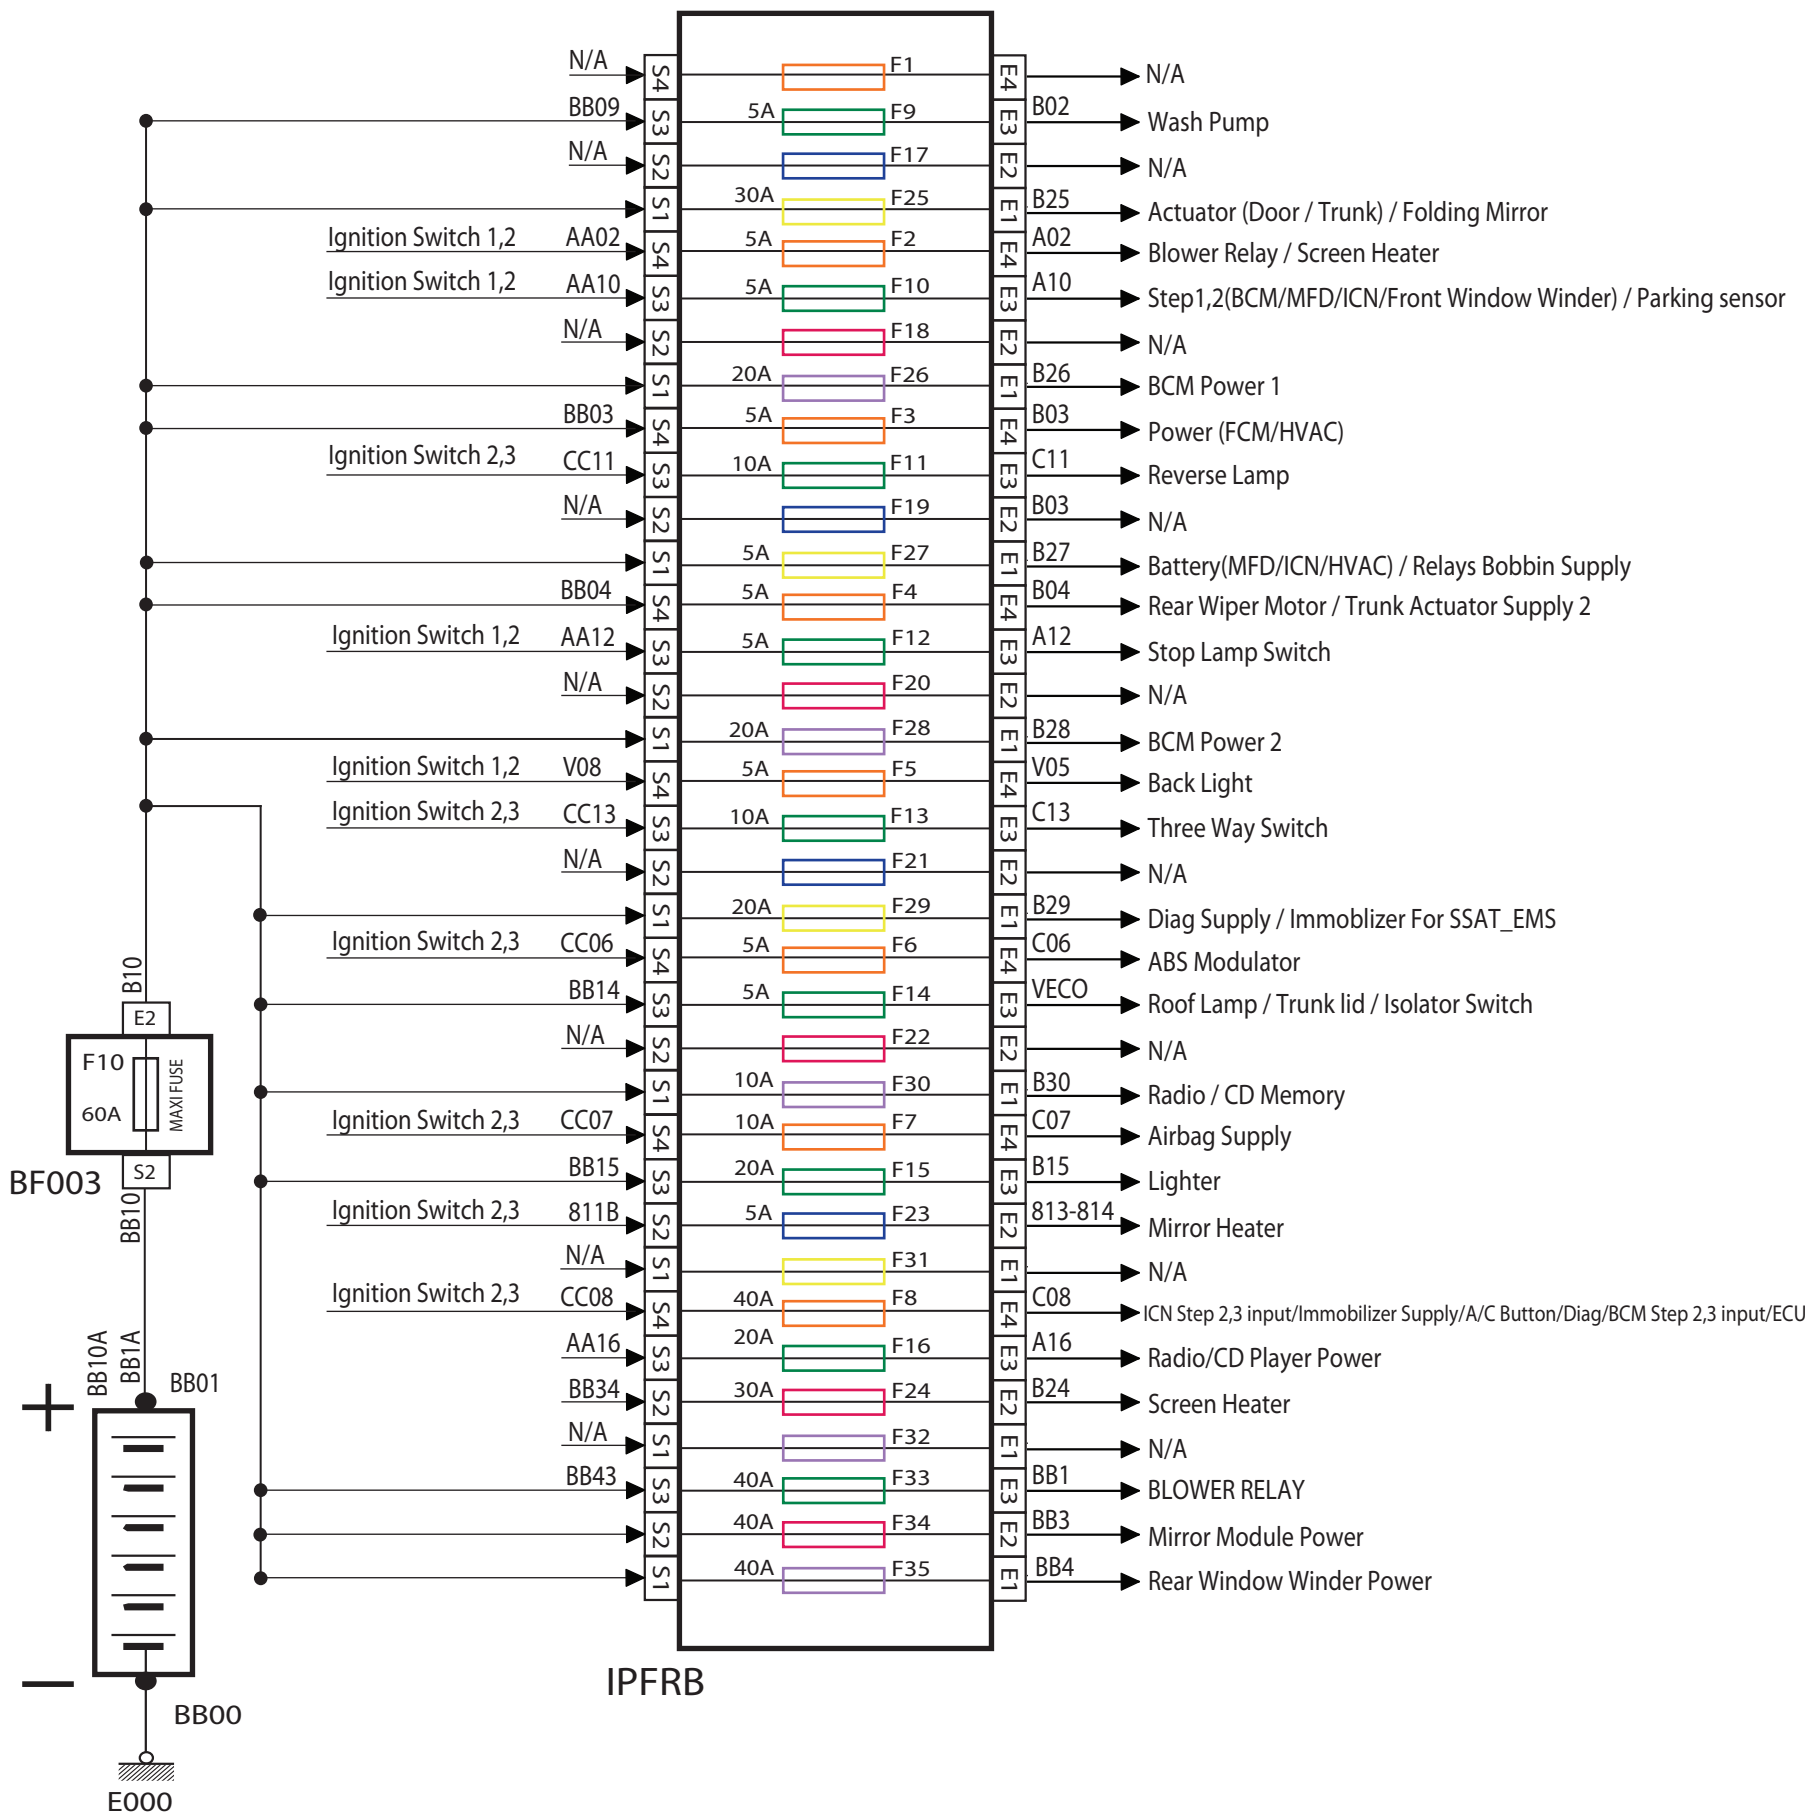 N/A S4 F1 E4 N/A
BB09 S3 5A F9 E3 B02 Wash Pump
N/A S2 F17 E2 N/A
S1 30A F25 E1 B25 Actuator (Door / Trunk) / Folding Mirror
Ignition Switch 1,2 AA02 S4 5A F2 E4 A02 Blower Relay / Screen Heater
Ignition Switch 1,2 AA10 S3 5A F10 E3 A10 Step1,2(BCM/MFD/ICN/Front Window Winder) / Parking sensor
N/A S2 F18 E2 N/A
S1 20A F26 E1 B26 BCM Power 1
BB03 S4 5A F3 E4 B03 Power (FCM/HVAC)
Ignition Switch 2,3 CC11 S3 10A F11 E3 C11 Reverse Lamp
N/A S2 F19 E2 B03 N/A
S1 5A F27 E1 B27 Battery(MFD/ICN/HVAC) / Relays Bobbin Supply
BB04 S4 5A F4 E4 B04 Rear Wiper Motor / Trunk Actuator Supply 2
Ignition Switch 1,2 AA12 S3 5A F12 E3 A12 Stop Lamp Switch
N/A S2 F20 E2 N/A
S1 20A F28 E1 B28 BCM Power 2
Ignition Switch 1,2 V08 S4 5A F5 E4 V05 Back Light
Ignition Switch 2,3 CC13 S3 10A F13 E3 C13 Three Way Switch
N/A S2 F21 E2 N/A
S1 20A F29 E1 B29 Diag Supply / Immoblizer For SSAT_EMS
Ignition Switch 2,3 CC06 S4 5A F6 E4 C06 ABS Modulator
BB14 S3 5A F14 E3 VECO Roof Lamp / Trunk lid / Isolator Switch
N/A S2 F22 E2 N/A
S1 10A F30 E1 B30 Radio / CD Memory
Ignition Switch 2,3 CC07 S4 10A F7 E4 C07 Airbag Supply
BB15 S3 20A F15 E3 B15 Lighter
Ignition Switch 2,3 811B S2 5A F23 E2 813-814 Mirror Heater
N/A S1 F31 E1 N/A
Ignition Switch 2,3 CC08 S4 40A F8 E4 C08 ICN Step 2,3 input/Immobilizer Supply/A/C Button/Diag/BCM Step 2,3 input/ECU
AA16 S3 20A F16 E3 A16 Radio/CD Player Power
BB34 S2 30A F24 E2 B24 Screen Heater
N/A S1 F32 E1 N/A
BB43 S3 40A F33 E3 BB1 BLOWER RELAY
S2 40A F34 E2 BB3 Mirror Module Power
S1 40A F35 E1 BB4 Rear Window Winder Power
IPFRB
B10
E2
F10
60A
MAXI FUSE
BF003
S2
BB10
BB10A
BB1A
BB01
+
—
BB00
E000